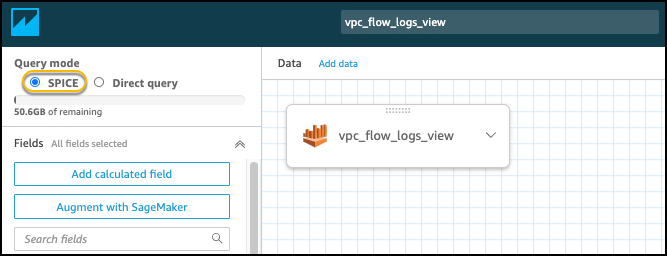 vpc_flow_logs_view
Query mode
SPICE Direct query
50.6GB of remaining
Fields All fields selected
Add calculated field
Augment with SageMaker
Search fields
Data Add data
vpc_flow_logs_view